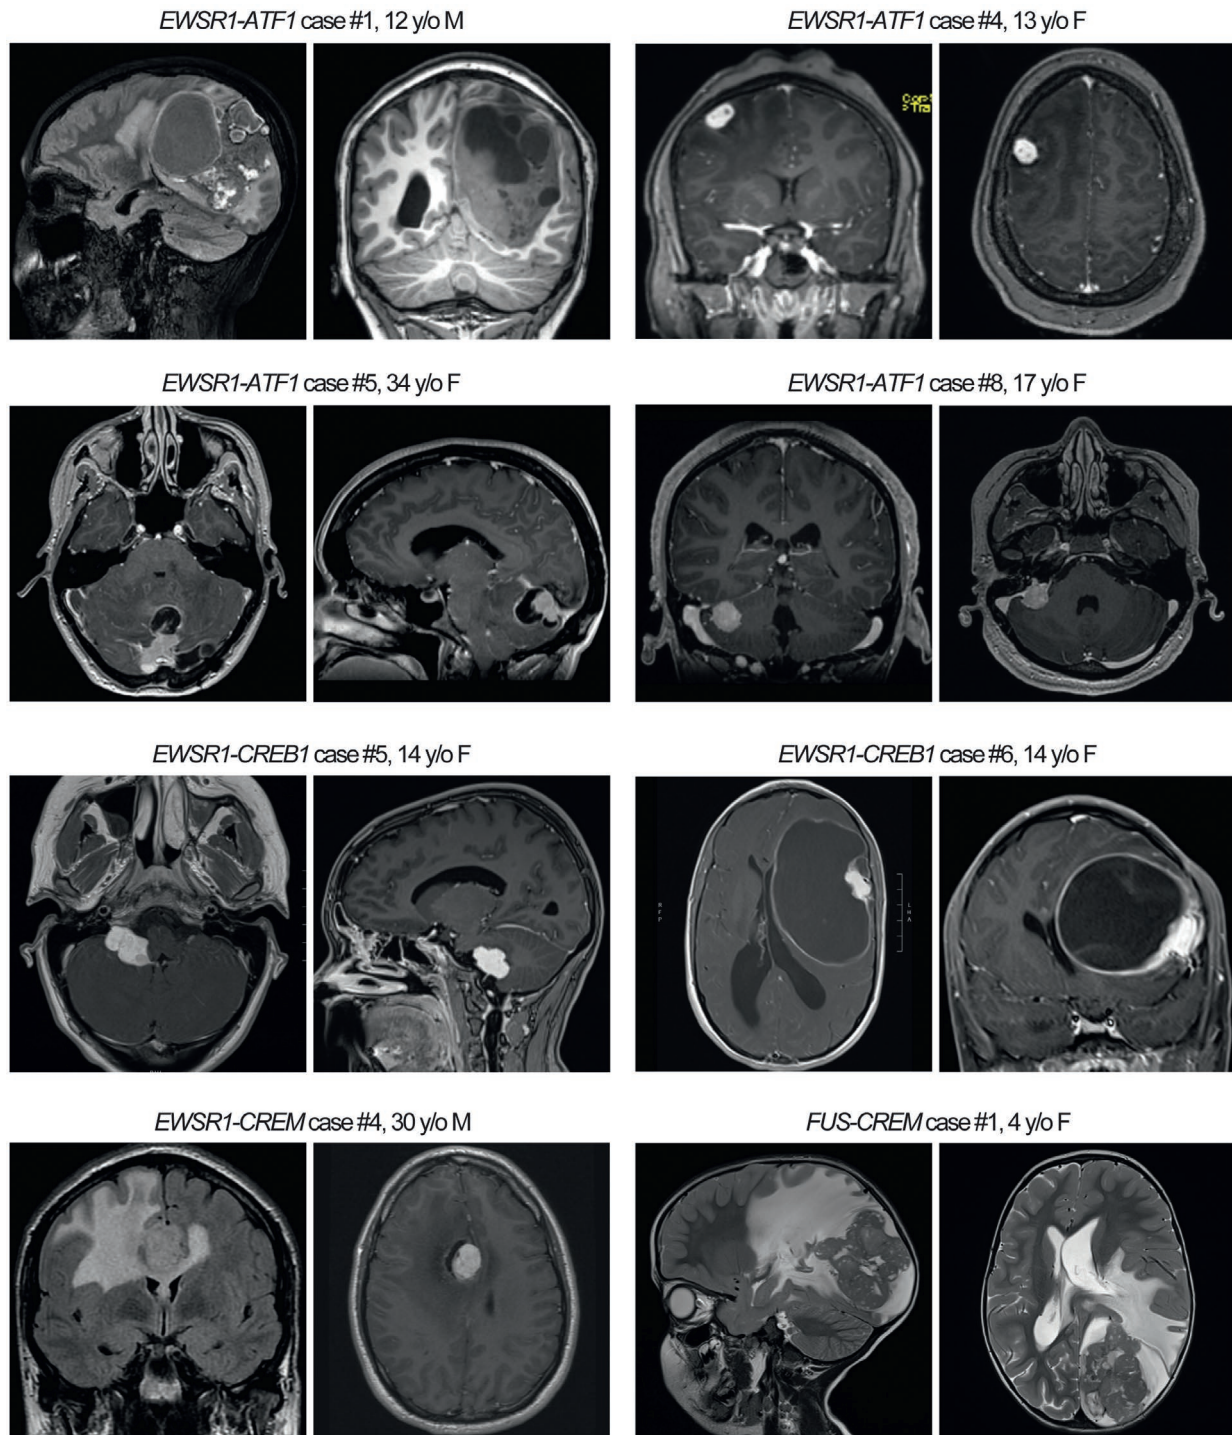 EWSR1-ATF1 case #1, 12 y/o M
EWSR1-ATF1 case #4, 13 y/o F
EWSR1-ATF1 case #5, 34 y/o F
EWSR1-ATF1 case #8, 17 y/o F
EWSR1-CREB1 case #5, 14 y/o F
EWSR1-CREB1 case #6, 14 y/o F
EWSR1-CREM case #4, 30 y/o M
FUS-CREM case #1, 4 y/o F